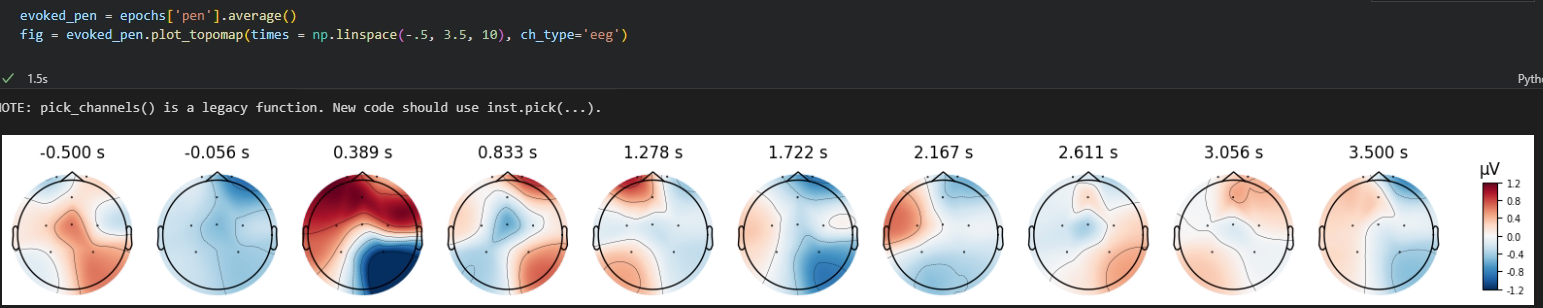 evoked_pen = epochs['pen'].average()
fig = evoked_pen.plot_topomap(times = np.linspace(-.5, 3.5, 10), ch_type='eeg')
1.5s
Pytho
OTE: pick_channels() is a legacy function. New code should use inst.pick(...).
-0.500 s -0.056 s 0.389 s 0.833 s 1.278 s 1.722 s 2.167 s 2.611 s 3.056 s 3.500 s
µV
1.2
0.8
0.4
0.0
-0.4
-0.8
-1.2